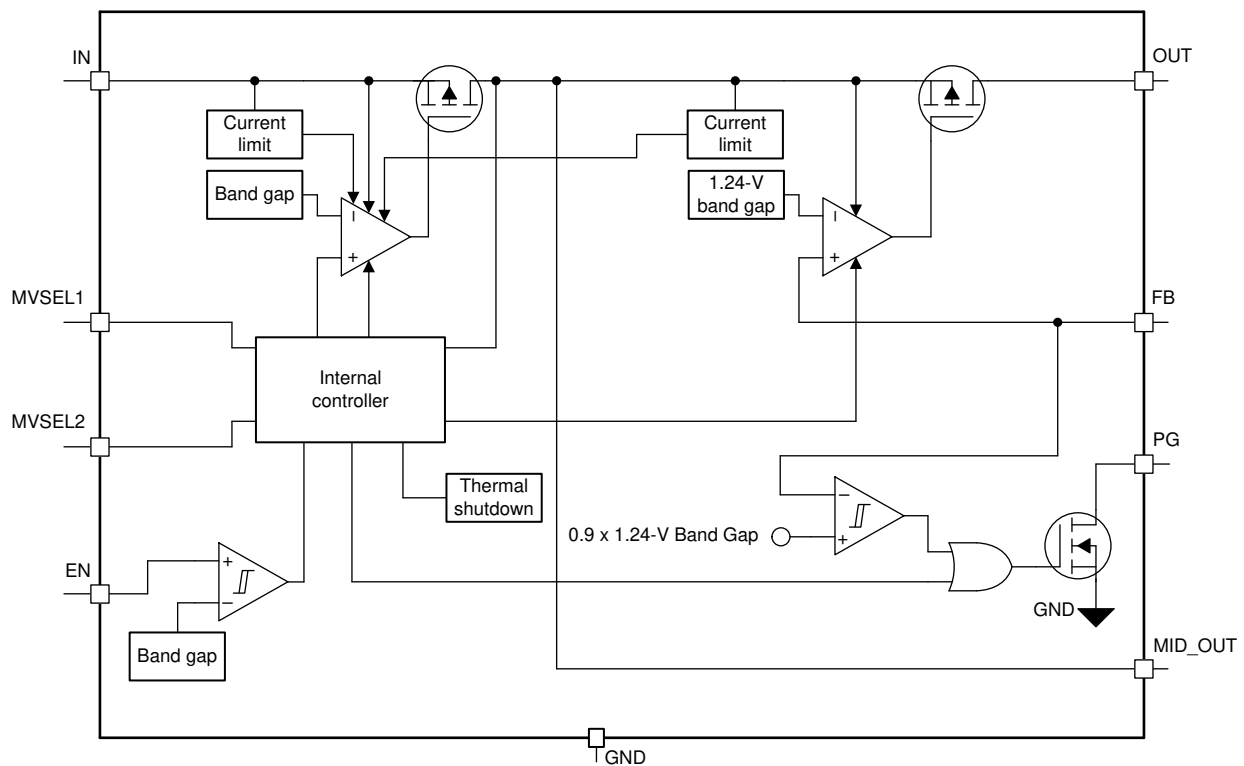 IN
OUT
Current
limit
Current
limit
Band gap
1.24-V
band gap
−
+
−
+
MVSEL1
FB
Internal
controller
MVSEL2
PG
Thermal
shutdown
−
+
0.9 x 1.24-V Band Gap
EN
+
−
GND
Band gap
MID_OUT
GND